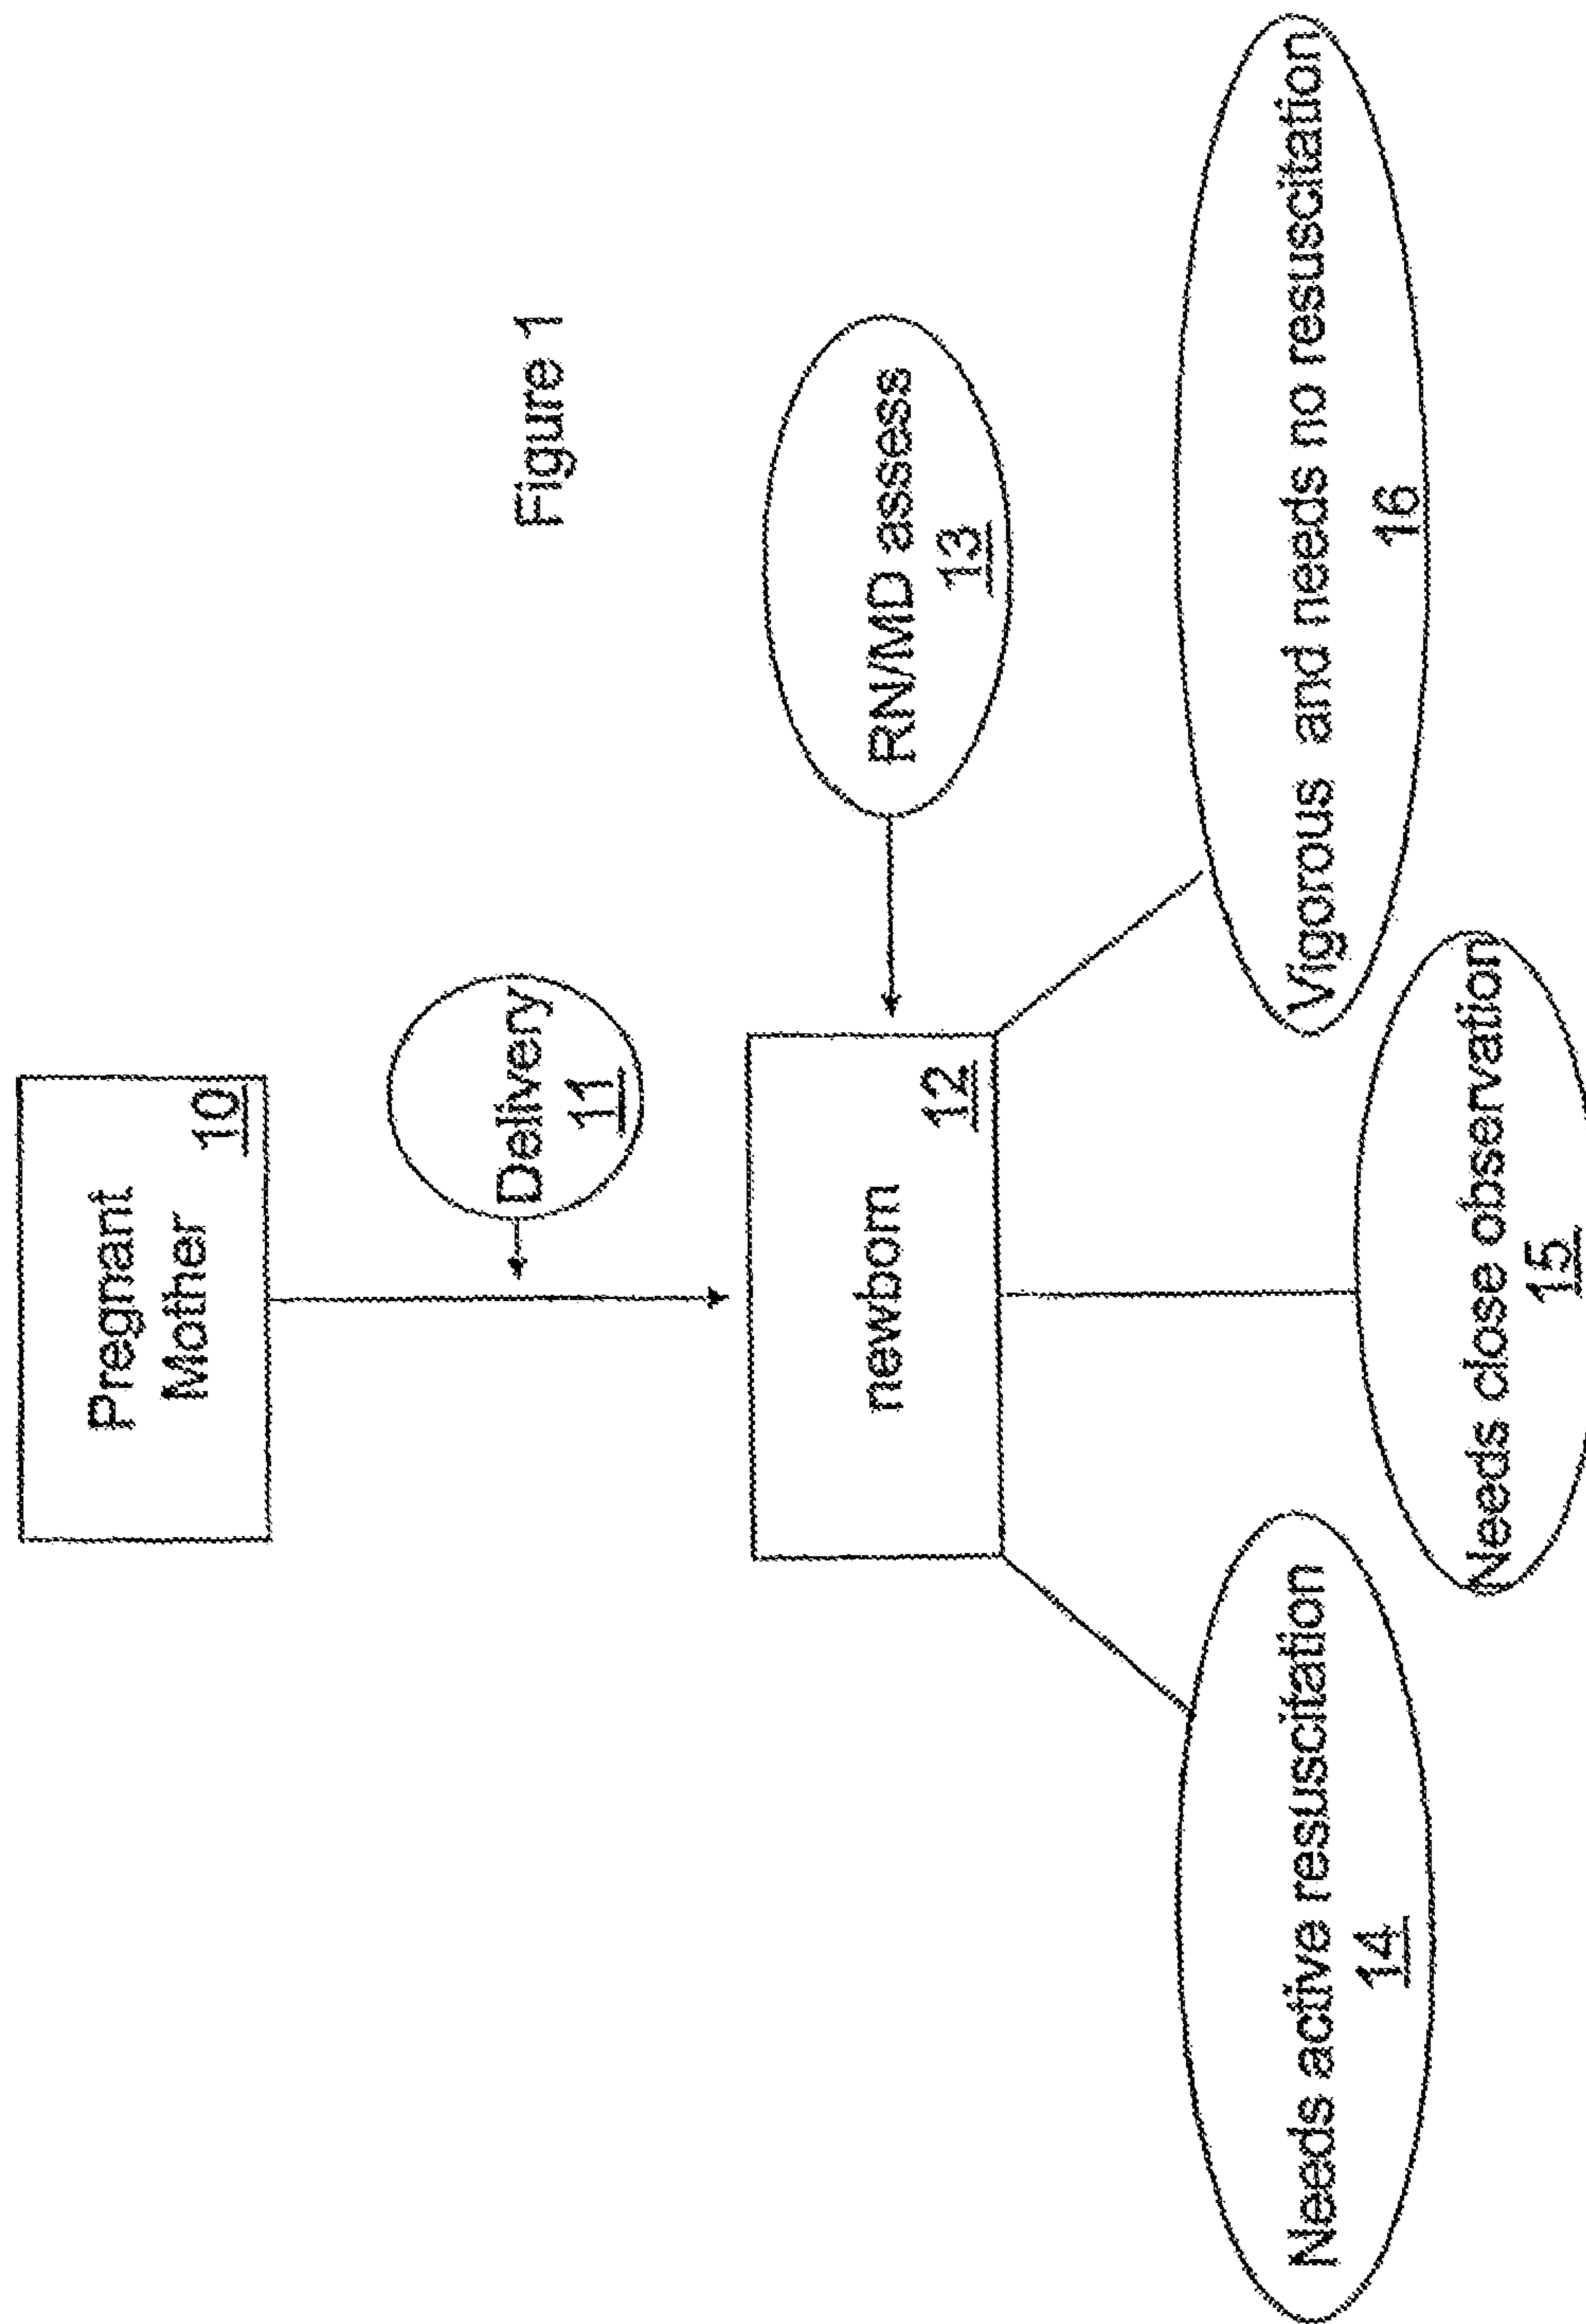 Pregnant
Mother
10
Delivery
11
Figure 1
newborn
12
RN/MD assess
13
Needs active resuscitation
14
Needs close observation
15
Vigorous and needs no resuscitation
16